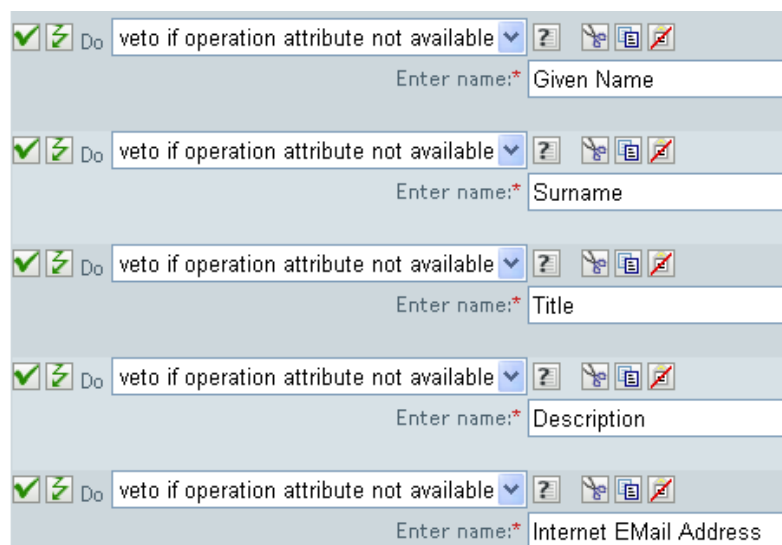 Do veto if operation attribute not available
Enter name:* Given Name
Do veto if operation attribute not available
Enter name:* Surname
Do veto if operation attribute not available
Enter name:* Title
Do veto if operation attribute not available
Enter name:* Description
Do veto if operation attribute not available
Enter name:* Internet EMail Address